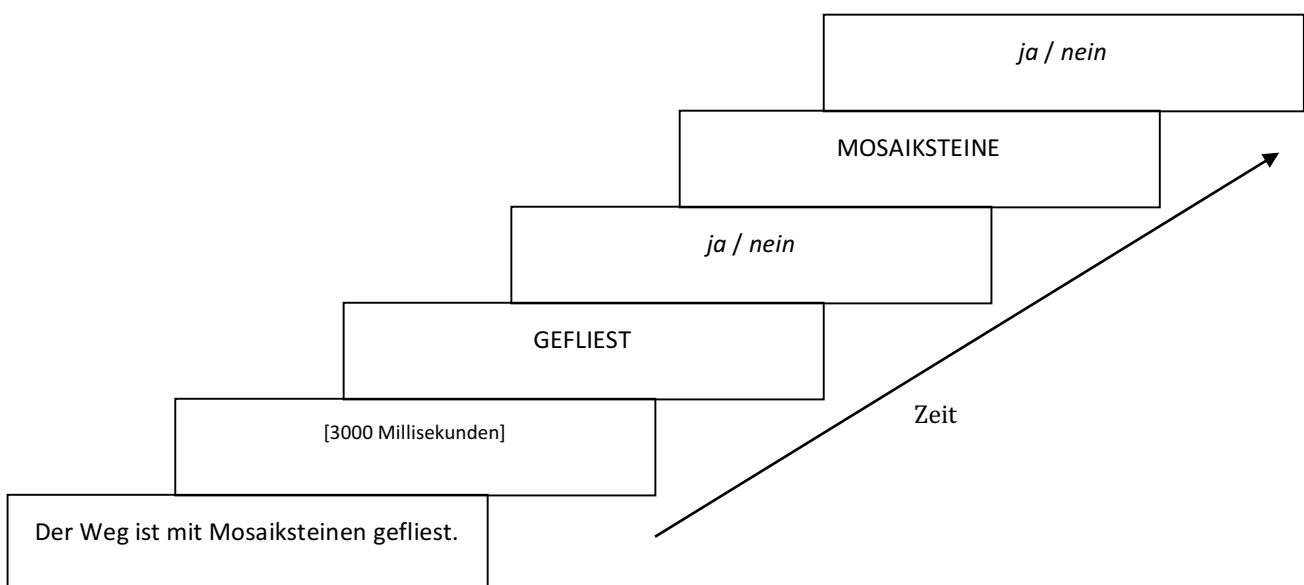 ja / nein
MOSAIKSTEINE
ja / nein
GEFLIEST
Zeit
[3000 Millisekunden]
Der Weg ist mit Mosaiksteinen gefliest.